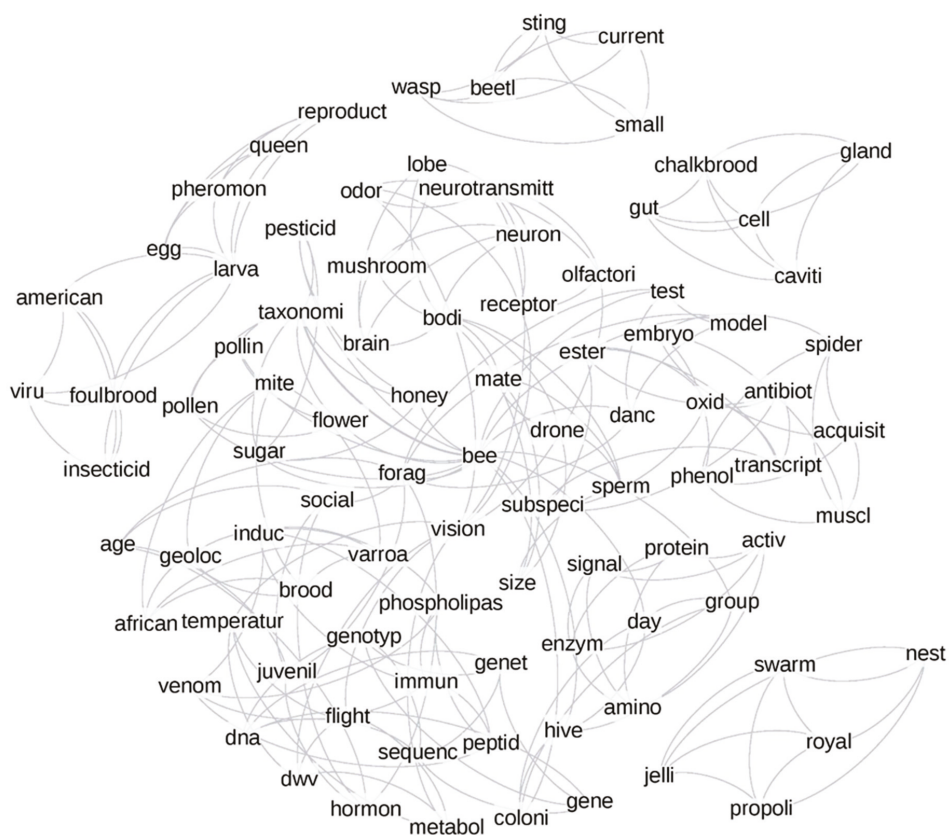 sting
current
wasp
beetl
reproduct
small
queen
chalkbrood
gland
lobe
pheromon
odor
neurotransmitt
gut
cell
pesticid
neuron
egg
larva
mushroom
olfactori
caviti
american
taxonomi
bodi
receptor
test
pollin
brain
ester
embryo
model
spider
viru
foulbrood
pollen
mite
honey
mate
danc
oxid
antibiot
flower
drone
acquisit
insecticid
sugar
forag
bee
sperm
phenol
transcript
social
subspeci
muscl
age
geoloc
induc
varroa
vision
signal
protein
activ
brood
size
african
temperatur
phospholipas
day
group
genotyp
enzym
venom
juvenil
immun
genet
swarm
nest
dna
flight
sequenc
peptid
hive
amino
royal
dwv
jelli
hormon
metabol
coloni
gene
propoli